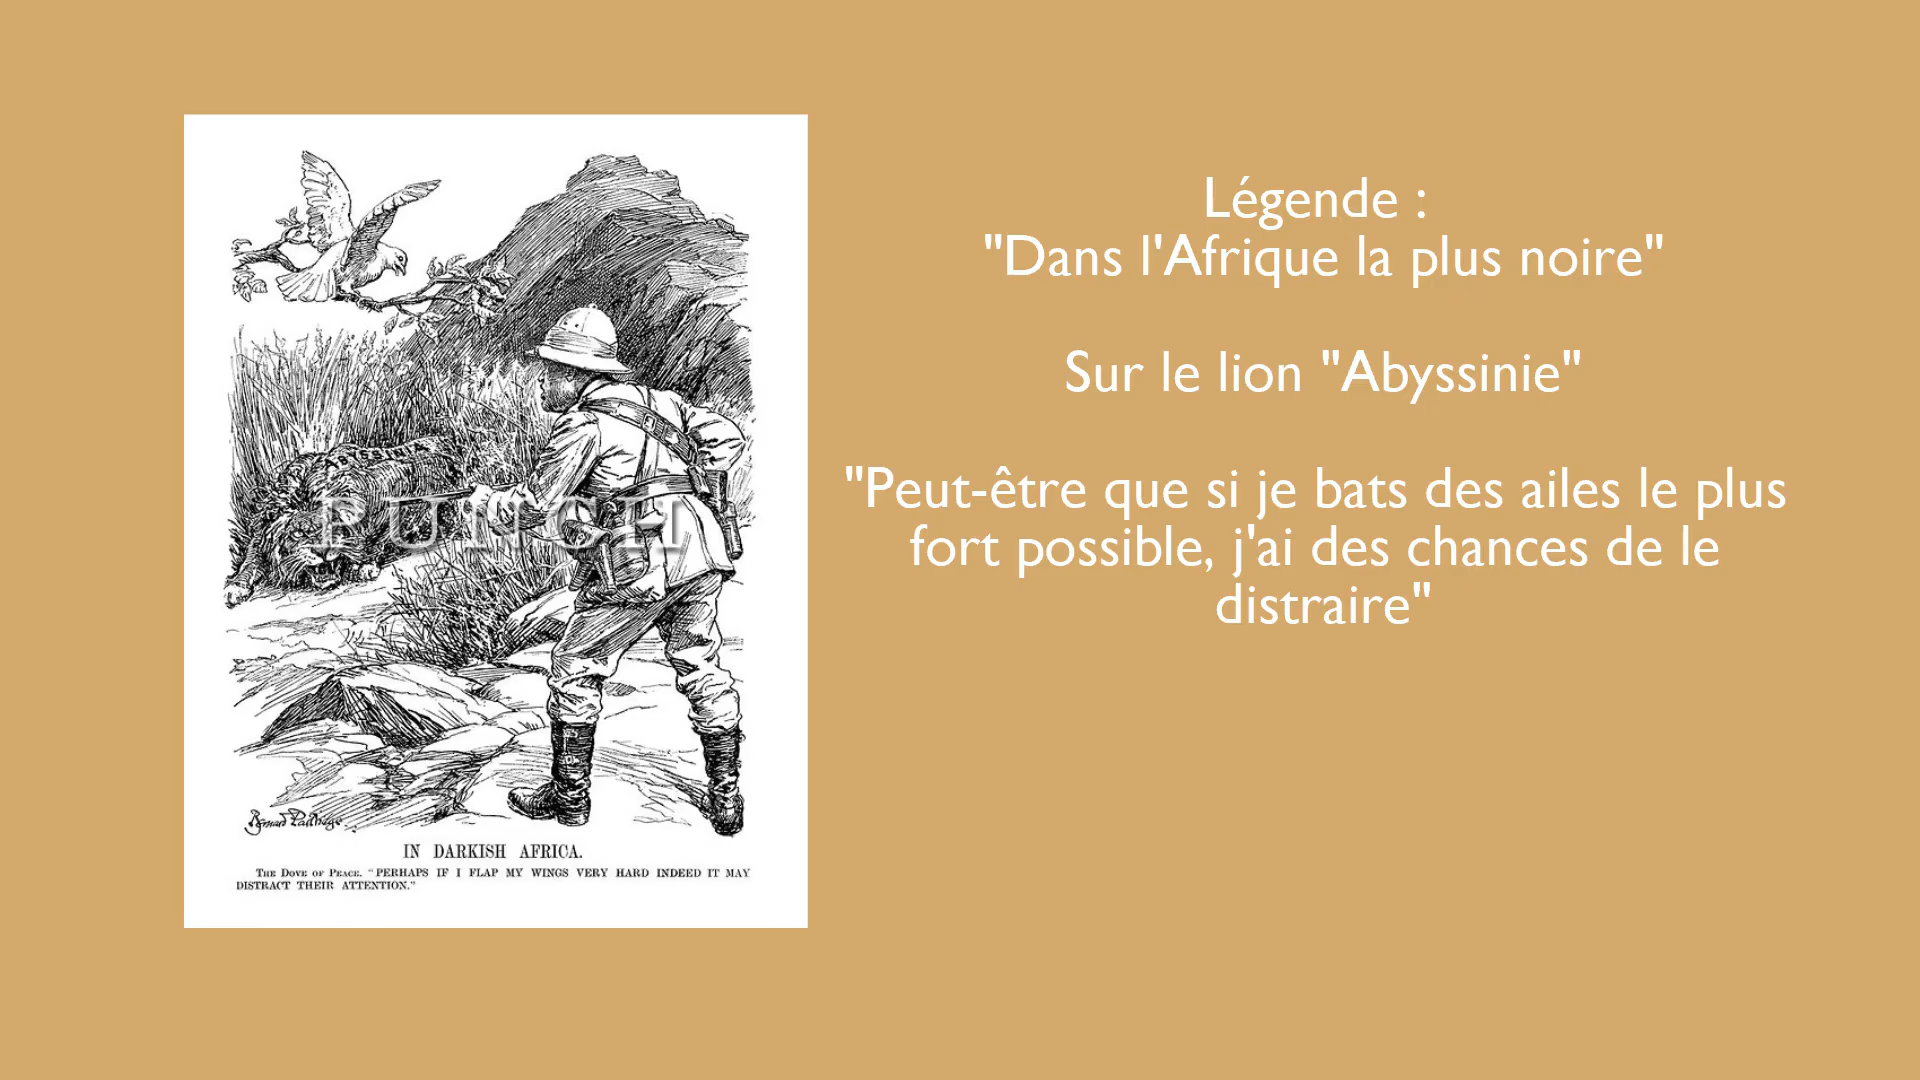 ABYSSINIA
PUNCH
Bernard Partridge.
IN DARKISH AFRICA.
The Dove of Peace. "PERHAPS IF I FLAP MY WINGS VERY HARD INDEED IT MAY
DISTRACT THEIR ATTENTION."
Légende :
"Dans l'Afrique la plus noire"
Sur le lion "Abyssinie"
"Peut-être que si je bats des ailes le plus
fort possible, j'ai des chances de le
distraire"